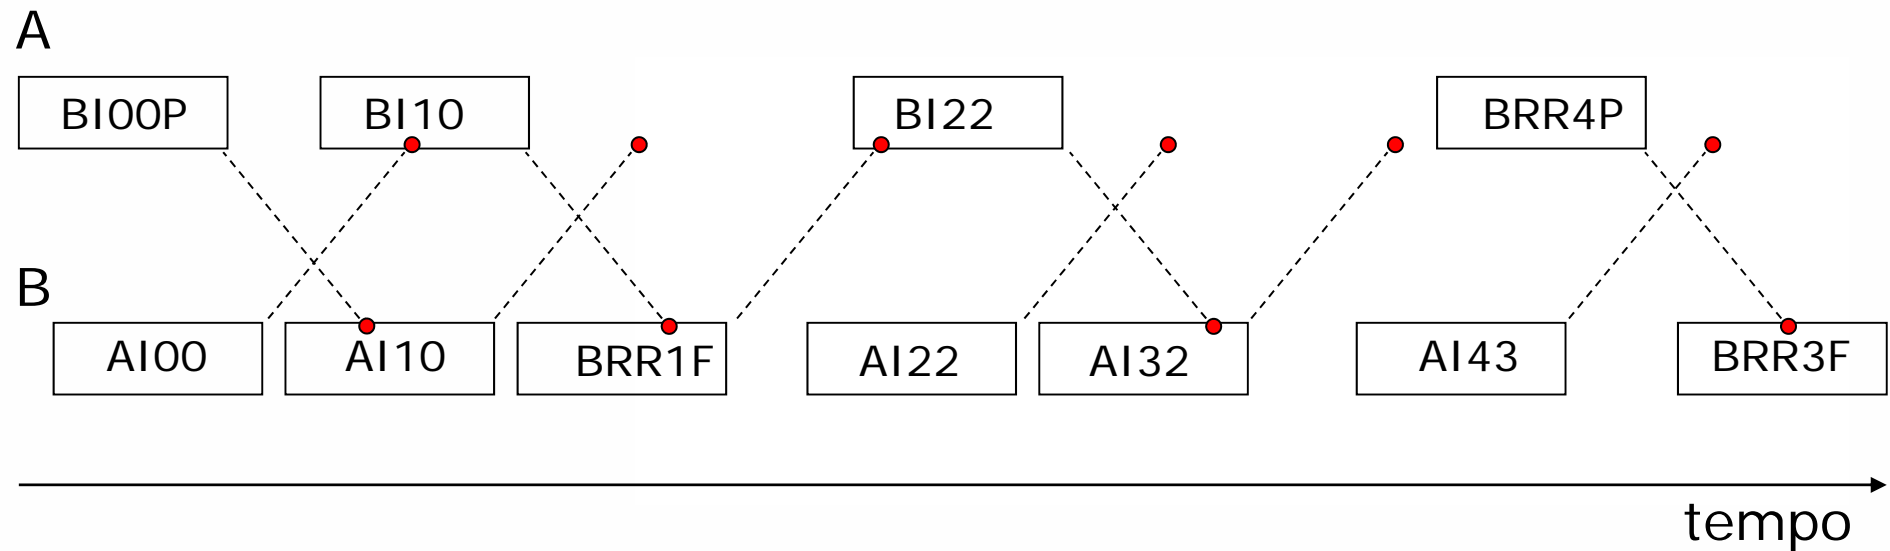 A
BI00P BI10 BI22 BRR4P
B
AI00 AI10 BRR1F AI22 AI32 AI43 BRR3F
tempo